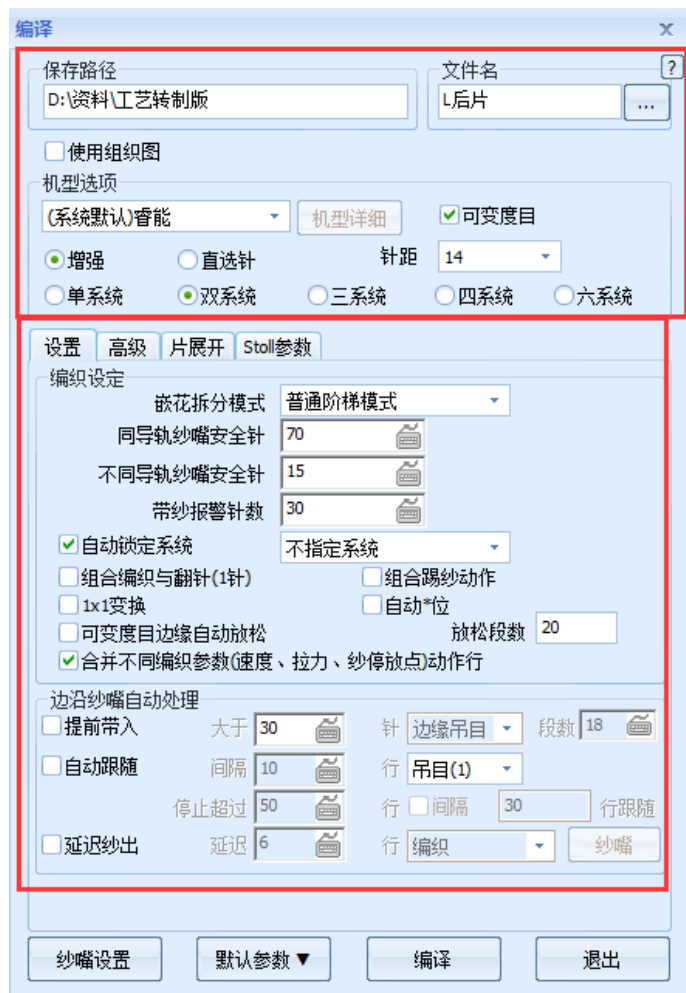 编译
保存路径 文件名 ?
D:\资料\工艺转制版 L后片 ...
使用组织图
机型选项
(系统默认)睿能 机型详细 可变度目
增强 直选针 针距 14
单系统 双系统 三系统 四系统 六系统
设置 高级 片展开 Stoll参数
编织设定
嵌花拆分模式 普通阶梯模式
同导轨纱嘴安全针 70
不同导轨纱嘴安全针 15
带纱报警针数 30
自动锁定系统 不指定系统
组合编织与翻针(1针) 组合踢纱动作
1x1变换 自动*位
可变度目边缘自动放松 放松段数 20
合并不同编织参数(速度、拉力、纱停放点)动作行
边沿纱嘴自动处理
提前带入 大于 30 针 边缘吊目 段数 18
自动跟随 间隔 10 行 吊目(1)
停止超过 50 行 间隔 30 行跟随
延迟纱出 延迟 6 行 编织 纱嘴
纱嘴设置 默认参数▼ 编译 退出